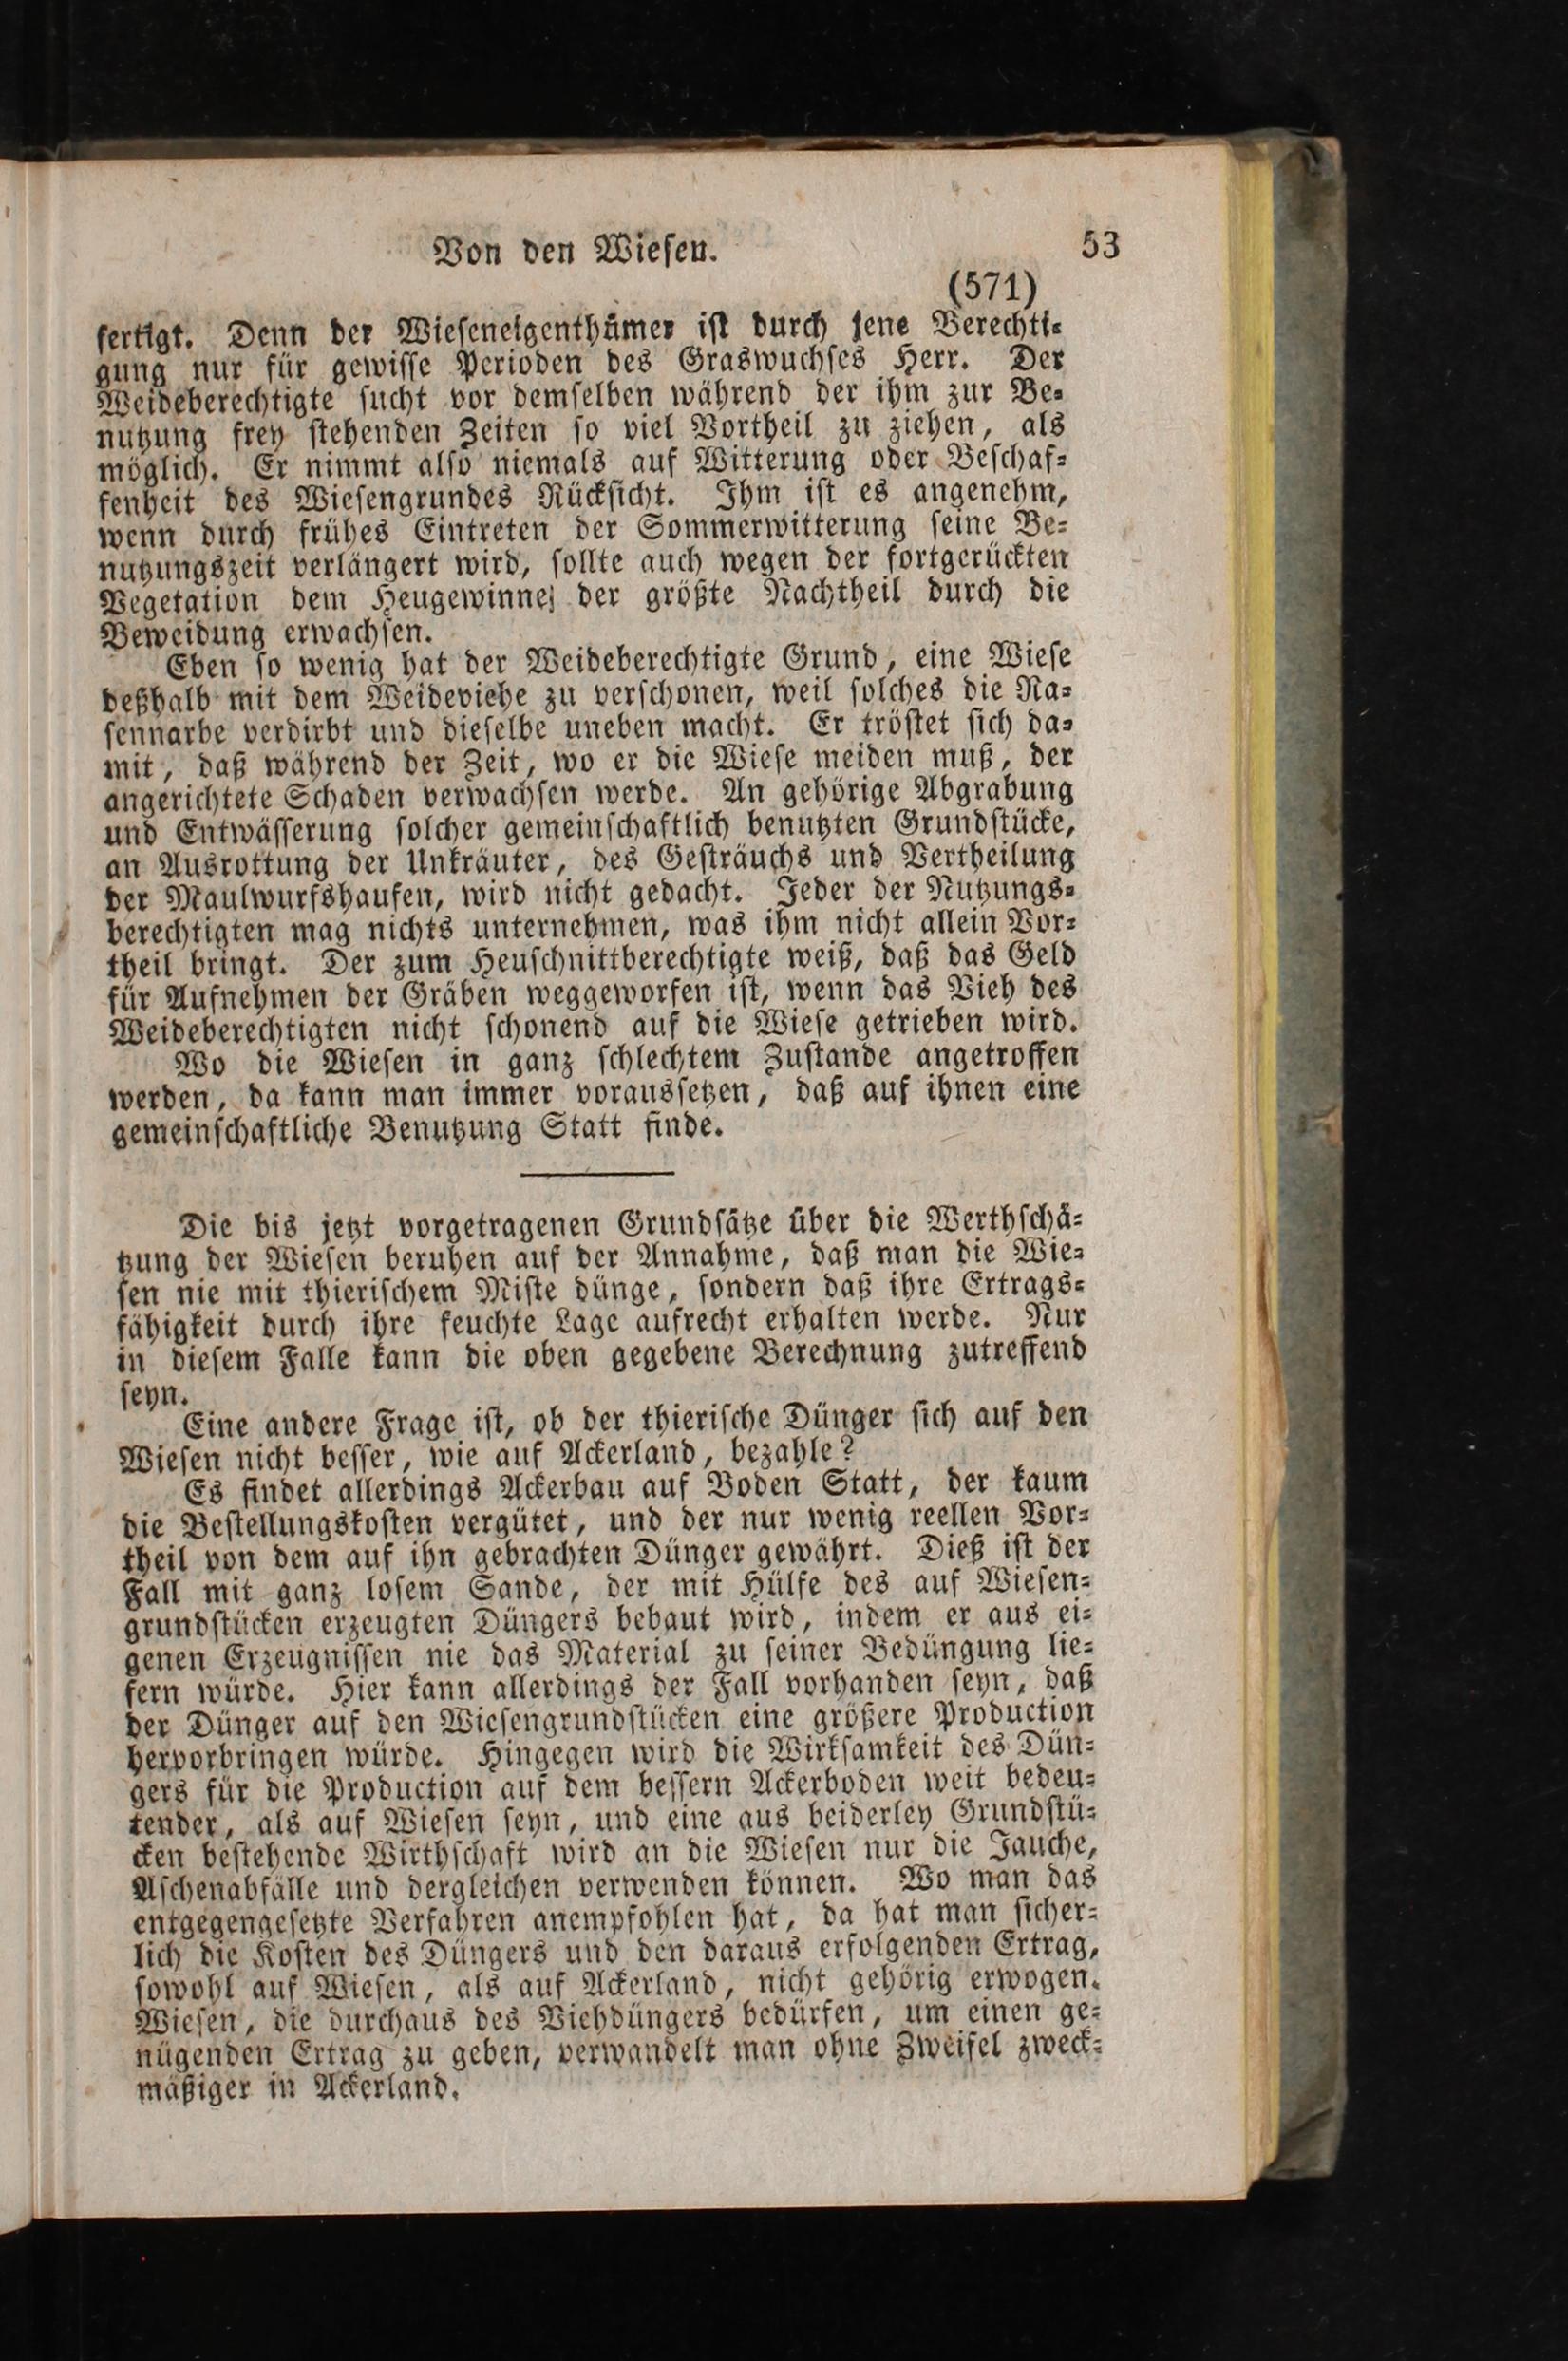 Von den Wiesen.
53
(571)
fertigt. Denn der Wieseneigenthümer ist durch jene Berechti-
gung nur für gewisse Perioden des Graswuchses Herr. Der
Weideberechtigte sucht vor demselben während der ihm zur Be-
nutzung frey stehenden Zeiten so viel Vortheil zu ziehen, als
möglich. Er nimmt also niemals auf Witterung oder Beschaf-
fenheit des Wiesengrundes Rücksicht. Ihm ist es angenehm,
wenn durch frühes Eintreten der Sommerwitterung seine Be-
nutzungszeit verlängert wird, sollte auch wegen der fortgerückten
Vegetation dem Heugewinne der größte Nachtheil durch die
Beweidung erwachsen.
Eben so wenig hat der Weideberechtigte Grund, eine Wiese
deßhalb mit dem Weideviehe zu verschonen, weil solches die Ra-
sennarbe verdirbt und dieselbe uneben macht. Er tröstet sich da-
mit, daß während der Zeit, wo er die Wiese meiden muß, der
angerichtete Schaden verwachsen werde. An gehörige Abgrabung
und Entwässerung solcher gemeinschaftlich benutzten Grundstücke,
an Ausrottung der Unkräuter, des Gesträuchs und Vertheilung
der Maulwurfshaufen, wird nicht gedacht. Jeder der Nutzungs-
berechtigten mag nichts unternehmen, was ihm nicht allein Vor-
theil bringt. Der zum Heuschnittberechtigte weiß, daß das Geld
für Aufnehmen der Gräben weggeworfen ist, wenn das Vieh des
Weideberechtigten nicht schonend auf die Wiese getrieben wird.
Wo die Wiesen in ganz schlechtem Zustande angetroffen
werden, da kann man immer voraussetzen, daß auf ihnen eine
gemeinschaftliche Benutzung Statt finde.
Die bis jetzt vorgetragenen Grundsätze über die Werthschä-
tzung der Wiesen beruhen auf der Annahme, daß man die Wie-
sen nie mit thierischem Miste dünge, sondern daß ihre Ertrags-
fähigkeit durch ihre feuchte Lage aufrecht erhalten werde. Nur
in diesem Falle kann die oben gegebene Berechnung zutreffend
seyn.
Eine andere Frage ist, ob der thierische Dünger sich auf den
Wiesen nicht besser, wie auf Ackerland, bezahle?
Es findet allerdings Ackerbau auf Boden Statt, der kaum
die Bestellungskosten vergütet, und der nur wenig reellen Vor-
theil von dem auf ihn gebrachten Dünger gewährt. Dieß ist der
Fall mit ganz losem Sande, der mit Hülfe des auf Wiesen-
grundstücken erzeugten Düngers bebaut wird, indem er aus ei-
genen Erzeugnissen nie das Material zu seiner Bedüngung lie-
fern würde. Hier kann allerdings der Fall vorhanden seyn, daß
der Dünger auf den Wiesengrundstücken eine größere Production
hervorbringen würde. Hingegen wird die Wirksamkeit des Dün-
gers für die Production auf dem bessern Ackerboden weit bedeu-
tender, als auf Wiesen seyn, und eine aus beiderley Grundstü-
cken bestehende Wirthschaft wird an die Wiesen nur die Jauche,
Aschenabfälle und dergleichen verwenden können. Wo man das
entgegengesetzte Verfahren anempfohlen hat, da hat man sicher-
lich die Kosten des Düngers und den daraus erfolgenden Ertrag,
sowohl auf Wiesen, als auf Ackerland, nicht gehörig erwogen.
Wiesen, die durchaus des Viehdüngers bedürfen, um einen ge-
nügenden Ertrag zu geben, verwandelt man ohne Zweifel zweck-
mäßiger in Ackerland.